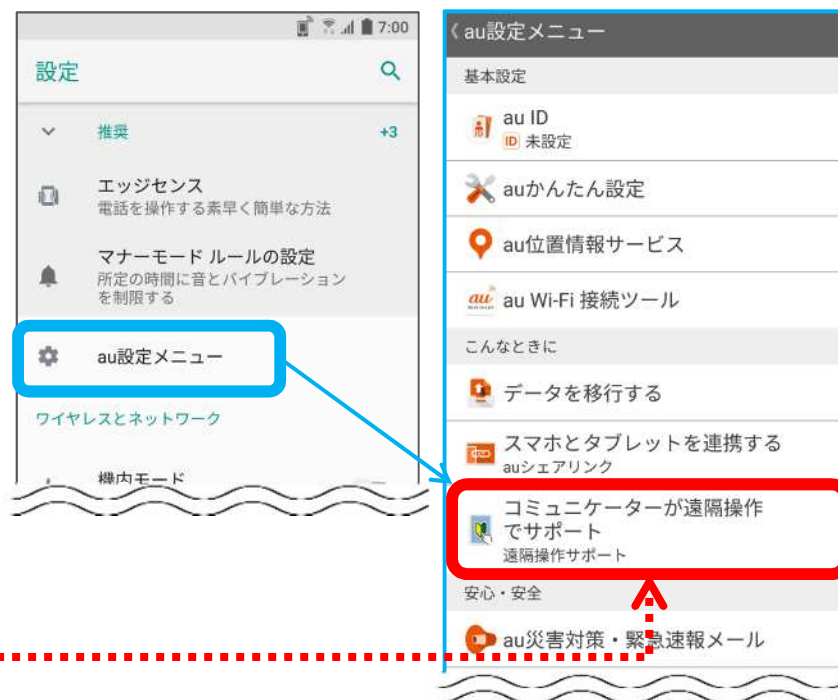 7:00
設定
推奨
+3
エッジセンス
電話を操作する素早く簡単な方法
マナーモード ルールの設定
所定の時間に音とバイブレーション
を制限する
au設定メニュー
ワイヤレスとネットワーク
機内モード
《au設定メニュー
基本設定
au ID
ID 未設定
auかんたん設定
au位置情報サービス
au
au Wi-Fi 接続ツール
こんなときに
データを移行する
スマホとタブレットを連携する
auシェアリンク
コミュニケーターが遠隔操作
でサポート
遠隔操作サポート
安心・安全
au災害対策・緊急速報メール